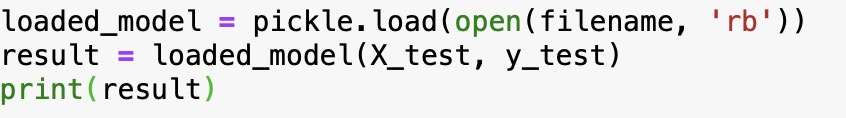 loaded_model = pickle.load(open(filename, 'rb'))
result = loaded_model(X_test, y_test)
print(result)